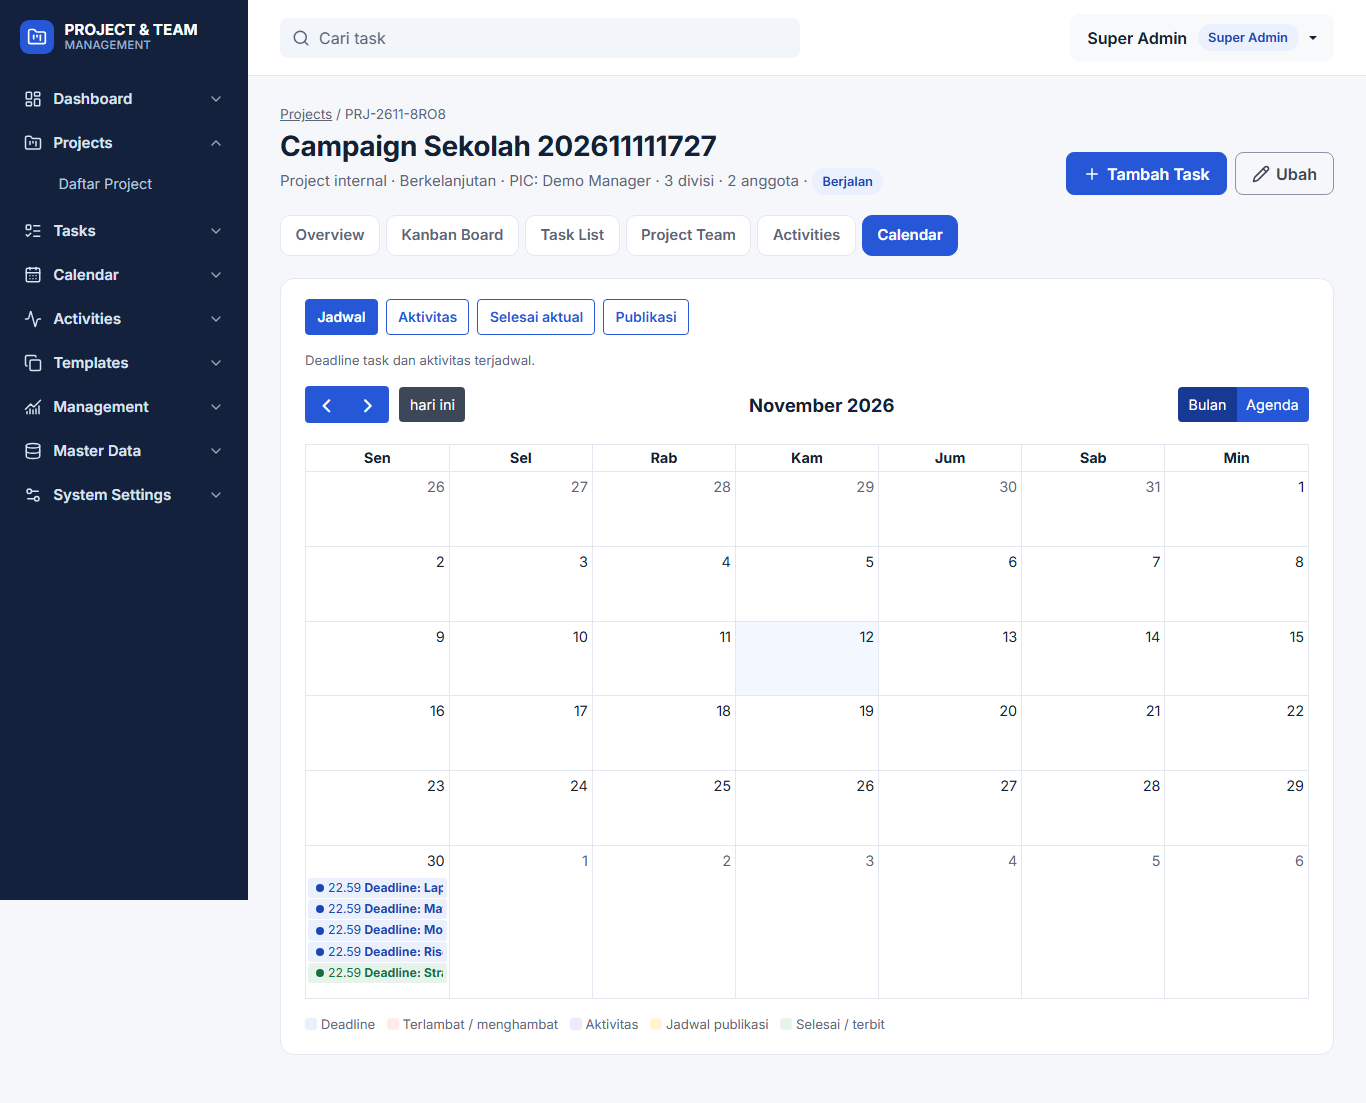 PROJECT & TEAM
MANAGEMENT
Dashboard
Projects
Daftar Project
Tasks
Calendar
Activities
Templates
Management
Master Data
System Settings
Cari task
Super Admin Super Admin
Projects / PRJ-2611-8RO8
Campaign Sekolah 202611111727
Project internal · Berkelanjutan · PIC: Demo Manager · 3 divisi · 2 anggota · Berjalan
Tambah Task
Ubah
Overview Kanban Board Task List Project Team Activities Calendar
Jadwal Aktivitas Selesai aktual Publikasi
Deadline task dan aktivitas terjadwal.
hari ini
November 2026
Bulan Agenda
Sen Sel Rab Kam Jum Sab Min
26 27 28 29 30 31 1
2 3 4 5 6 7 8
9 10 11 12 13 14 15
16 17 18 19 20 21 22
23 24 25 26 27 28 29
30 1 2 3 4 5 6
22.59 Deadline: Lap
22.59 Deadline: Ma
22.59 Deadline: Mo
22.59 Deadline: Ris
22.59 Deadline: Stra
Deadline Terlambat / menghambat Aktivitas Jadwal publikasi Selesai / terbit